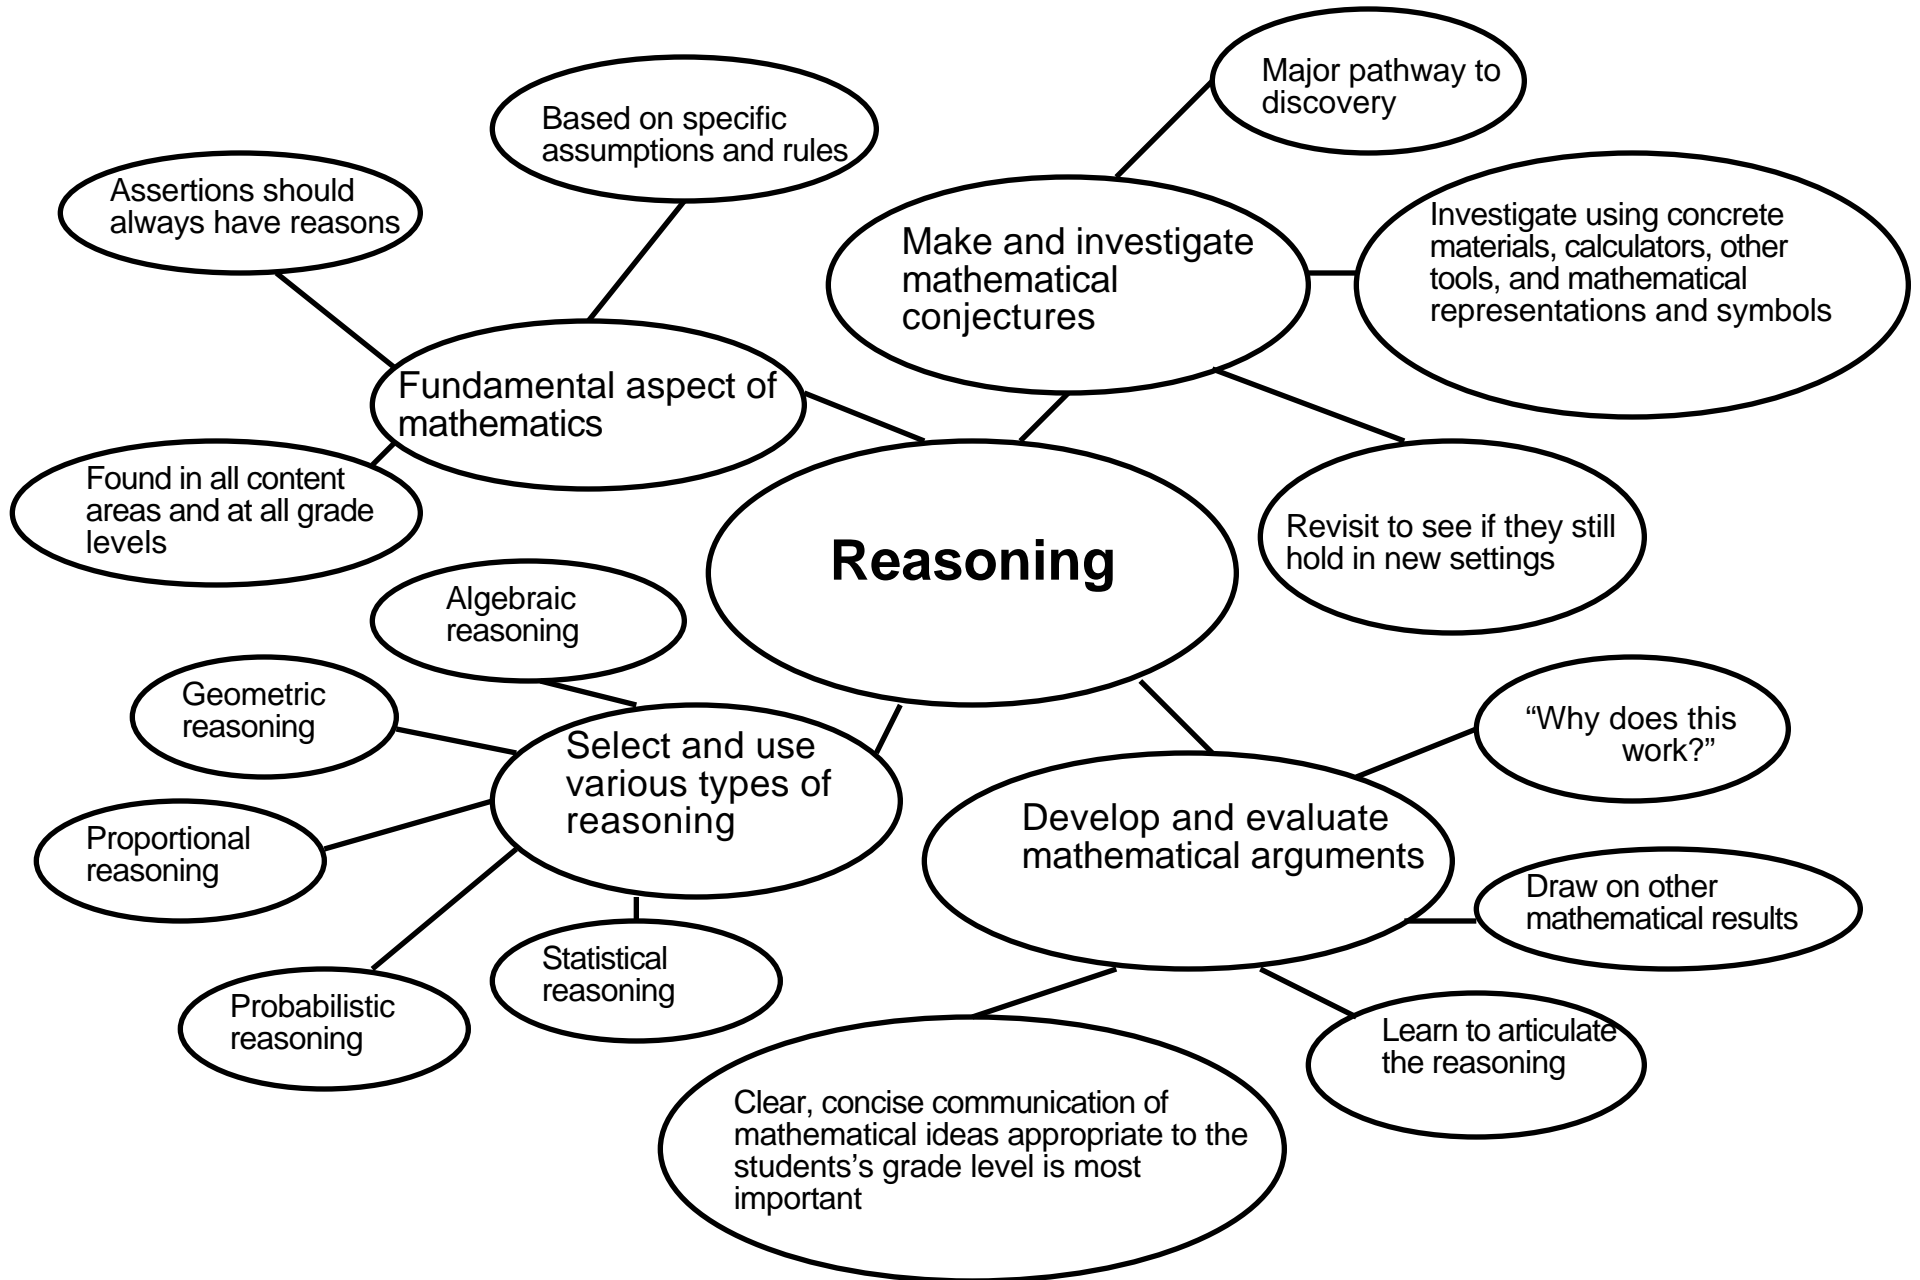 Major pathway to
discovery
Based on specific
assumptions and rules
Assertions should
always have reasons
Investigate using concrete
materials, calculators, other
tools, and mathematical
representations and symbols
Make and investigate
mathematical
conjectures
Fundamental aspect of
mathematics
Found in all content
areas and at all grade
levels
Reasoning
Revisit to see if they still
hold in new settings
Algebraic
reasoning
Geometric
reasoning
Select and use
various types of
reasoning
“Why does this
work?”
Proportional
reasoning
Develop and evaluate
mathematical arguments
Draw on other
mathematical results
Statistical
reasoning
Probabilistic
reasoning
Learn to articulate
the reasoning
Clear, concise communication of
mathematical ideas appropriate to the
students’s grade level is most
important